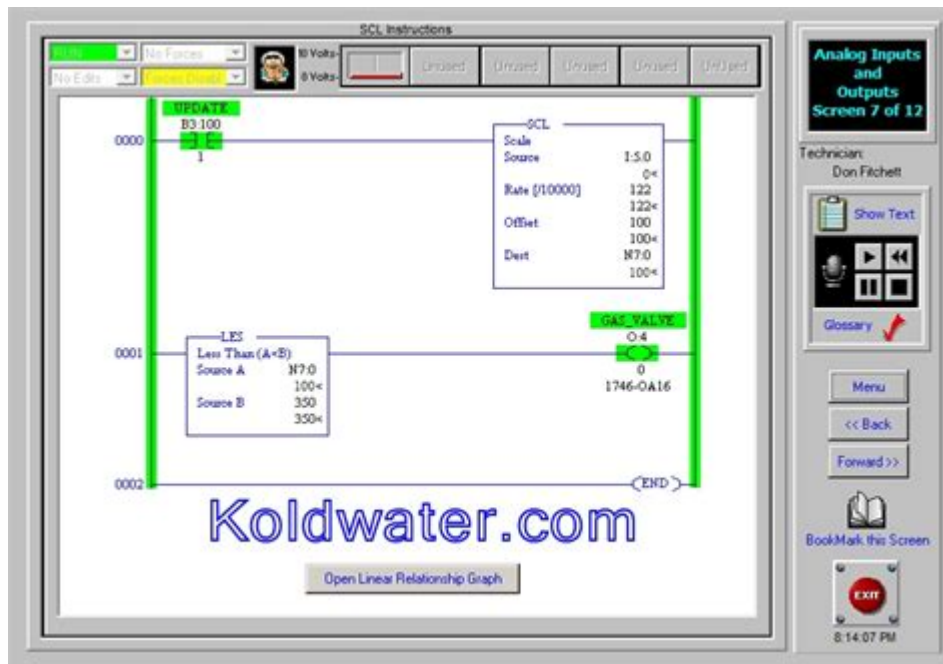 SCL Instructions
RUN No Forces
No Edits Forces Disabl
10 Volts-
0 Volts-
Unused Unused Unused Unused UnUsed
UPDATE
B3:100
0000
1
SCL
Scale
Source I:5.0
0<
Rate [/10000] 122
122<
Offset 100
100<
Dest N7:0
100<
GAS_VALVE
O:4
0001
0
1746-OA16
LES
Less Than (A<B)
Source A N7:0
100<
Source B 350
350<
0002
END
Koldwater.com
Open Linear Relationship Graph
Analog Inputs
and
Outputs
Screen 7 of 12
Technician:
Don Fitchett
Show Text
Glossary
Menu
<< Back
Forward >>
BookMark this Screen
EXIT
8:14:07 PM